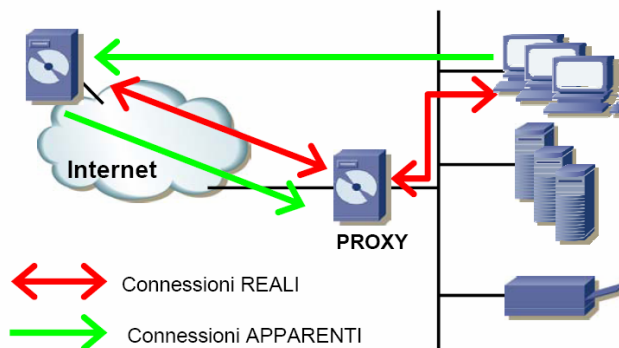 Internet
PROXY
Connessioni REALI
Connessioni APPARENTI